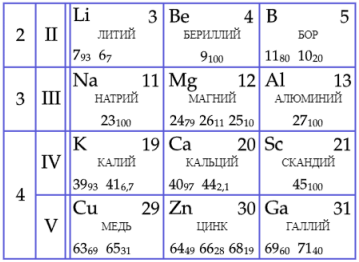 2 II Li 3 Be 4 B 5
ЛИТИЙ БЕРИЛЛИЙ БОР
7₉₃ 6₇ 9₁₀₀ 11₈₀ 10₂₀
3 III Na 11 Mg 12 Al 13
НАТРИЙ МАГНИЙ АЛЮМИНИЙ
23₁₀₀ 24₇₉ 26₁₁ 25₁₀ 27₁₀₀
4 IV K 19 Ca 20 Sc 21
КАЛИЙ КАЛЬЦИЙ СКАНДИЙ
39₉₃ 41₆,₇ 40₉₇ 44₂,₁ 45₁₀₀
V Cu 29 Zn 30 Ga 31
МЕДЬ ЦИНК ГАЛЛИЙ
63₆₉ 65₃₁ 64₄₉ 66₂₈ 68₁₉ 69₆₀ 71₄₀